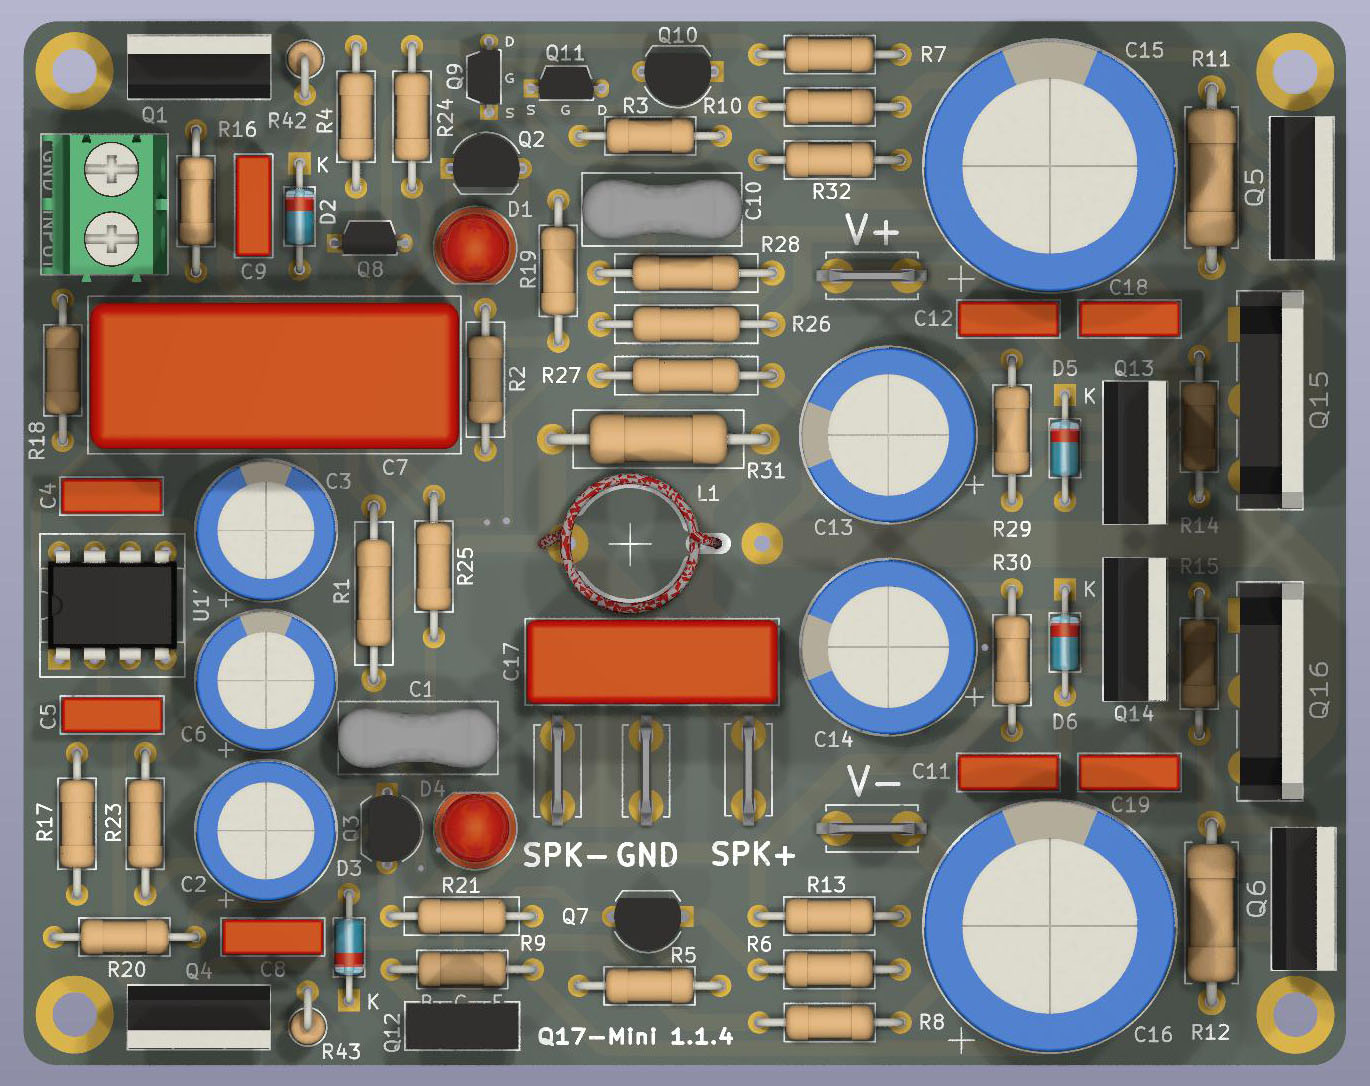 Q1
R42
R4
R24
Q9
D
G
S
Q11
S G D
Q10
R3
R10
R7
C15
R11
R16
K
D2
Q2
D1
C10
R32
Q5
GND
INPUT
C9
Q8
R19
R28
V+
R26
R27
C12
C18
R18
C7
R2
R31
D5
K
Q13
Q15
C4
C3
L1
C13
R29
R14
U1'
R1
R25
R30
K
R15
C17
C5
C6
C1
C14
D6
Q14
Q16
R17
R23
C2
D4
Q3
D3
SPK- GND SPK+
V-
C11
C19
R21
Q7
R13
Q6
R20
Q4
C8
R9
R5
R6
K
B C E
Q12
R43
Q17-Mini 1.1.4
R8
C16
R12